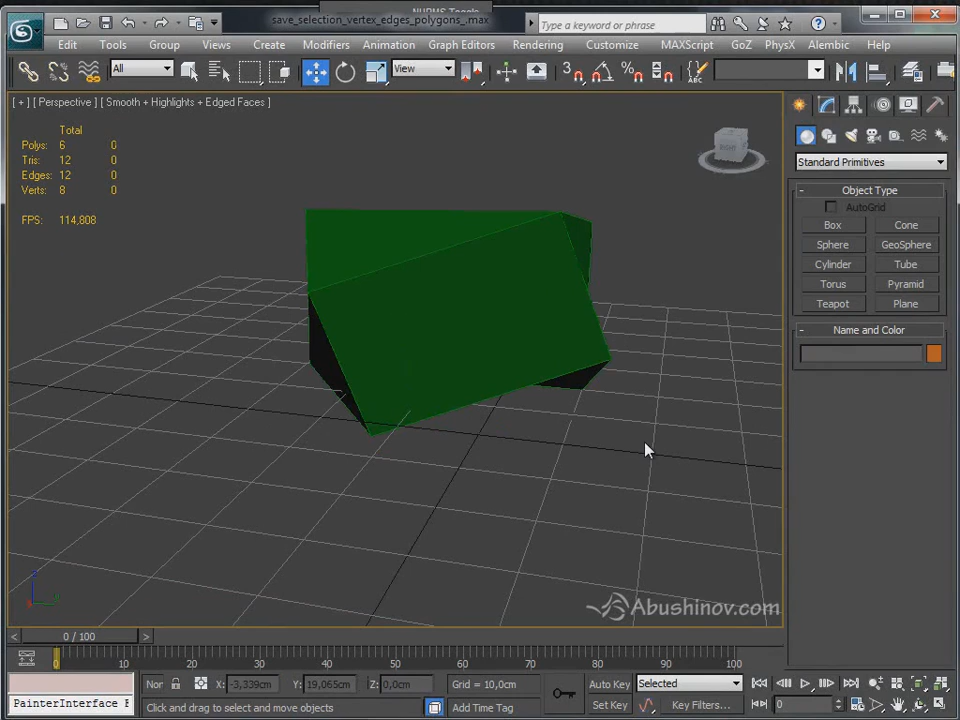 save_selection_vertex_edges_polygons_.max
Type a keyword or phrase
Edit Tools Group Views Create Modifiers Animation Graph Editors Rendering Customize MAXScript GoZ PhysX Alembic Help
All View
[ + ] [ Perspective ] [ Smooth + Highlights + Edged Faces ]
Total
Polys: 6 0
Tris: 12 0
Edges: 12 0
Verts: 8 0
FPS: 114,808
Standard Primitives
- Object Type
AutoGrid
Box Cone
Sphere GeoSphere
Cylinder Tube
Torus Pyramid
Teapot Plane
- Name and Color
Abushinov.com
< 0 / 100 >
0 10 20 30 40 50 60 70 80 90 100
Nor X: -3,339cm Y: 19,065cm Z: 0,0cm Grid = 10,0cm Auto Key Selected
PainterInterface Click and drag to select and move objects Add Time Tag Set Key Key Filters... 0